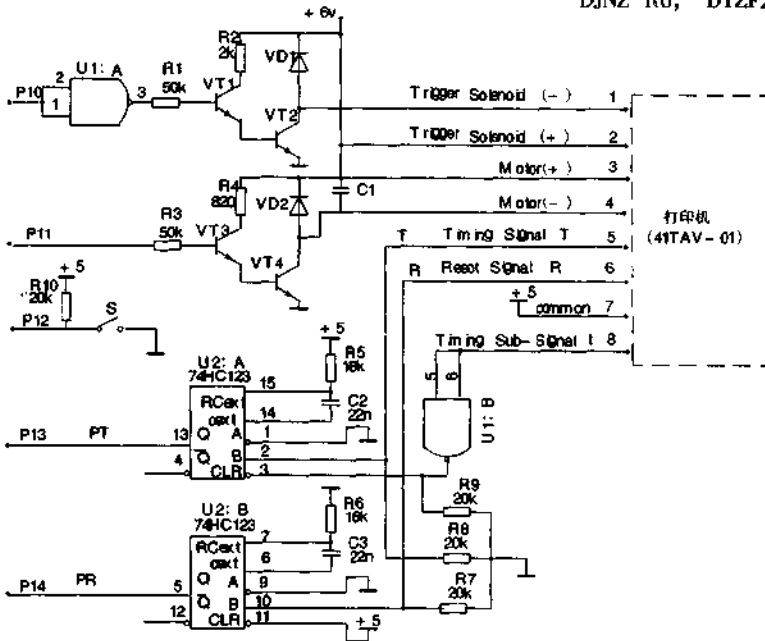 DJNZ R0,
+ 6v
R2
2k
VD1
U1: A
P10
2
1
3
R1
50k
VT1
VT2
Trigger Solenoid (-) 1
Trigger Solenoid (+) 2
Motor(+) 3
Motor(-) 4
T Timing Signal T 5
R Reset Signal R 6
+ 5
common 7
Timing Sub-Signal t 8
打印机
(41TAV-01)
C1
R4
820
VD2
P11
R3
50k
VT3
VT4
+ 5
R10
20k
P12
S
U2: A
74HC123
+ 5
R5
18k
C2
22n
15
RCext
14
cext
P13 PT 13
Q
A
1
Q
B
2
4
CLR
3
5
6
U1: B
R9
20k
R8
20k
R7
20k
U2: B
74HC123
R6
18k
C3
22n
7
RCext
6
cext
P14 PR 5
Q
A
9
Q
B
10
12
CLR
11
+ 5